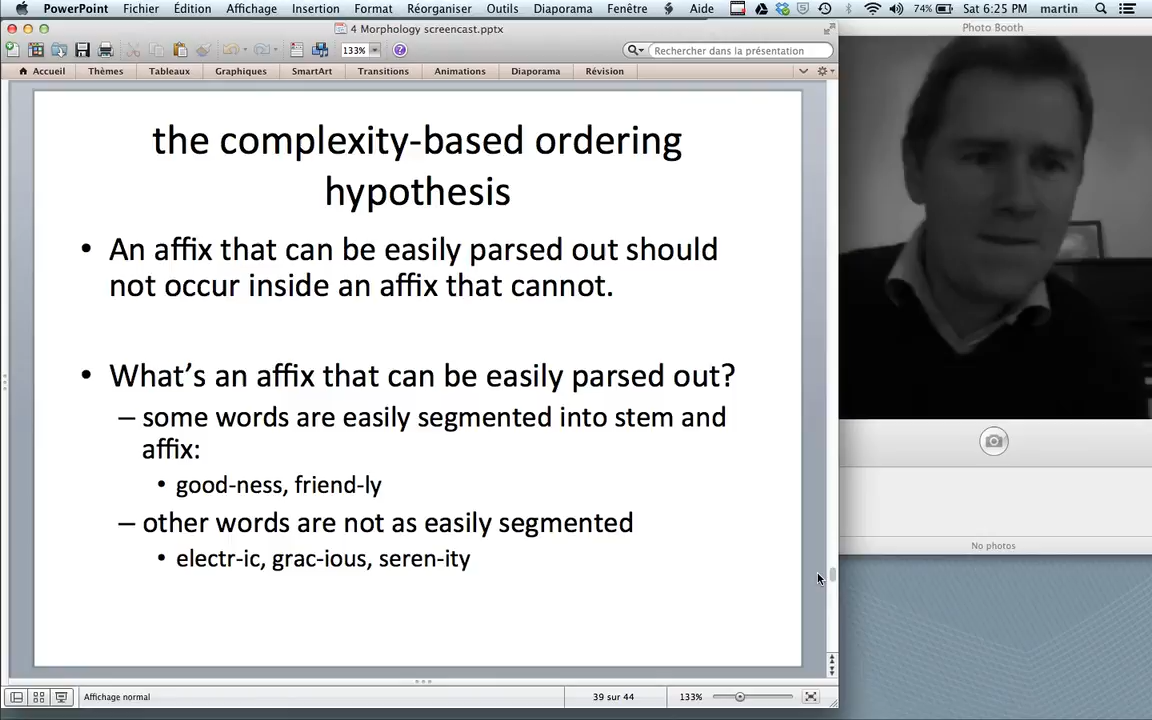 PowerPoint Fichier Édition Affichage Insertion Format Réorganiser Outils Diaporama Fenêtre Aide 74% Sat 6:25 PM martin
4 Morphology screencast.pptx
Photo Booth
133% Rechercher dans la présentation
Accueil Thèmes Tableaux Graphiques SmartArt Transitions Animations Diaporama Révision
the complexity-based ordering
hypothesis
• An affix that can be easily parsed out should
not occur inside an affix that cannot.
• What's an affix that can be easily parsed out?
– some words are easily segmented into stem and
affix:
• good-ness, friend-ly
– other words are not as easily segmented
• electr-ic, grac-ious, seren-ity
No photos
Affichage normal 39 sur 44 133%